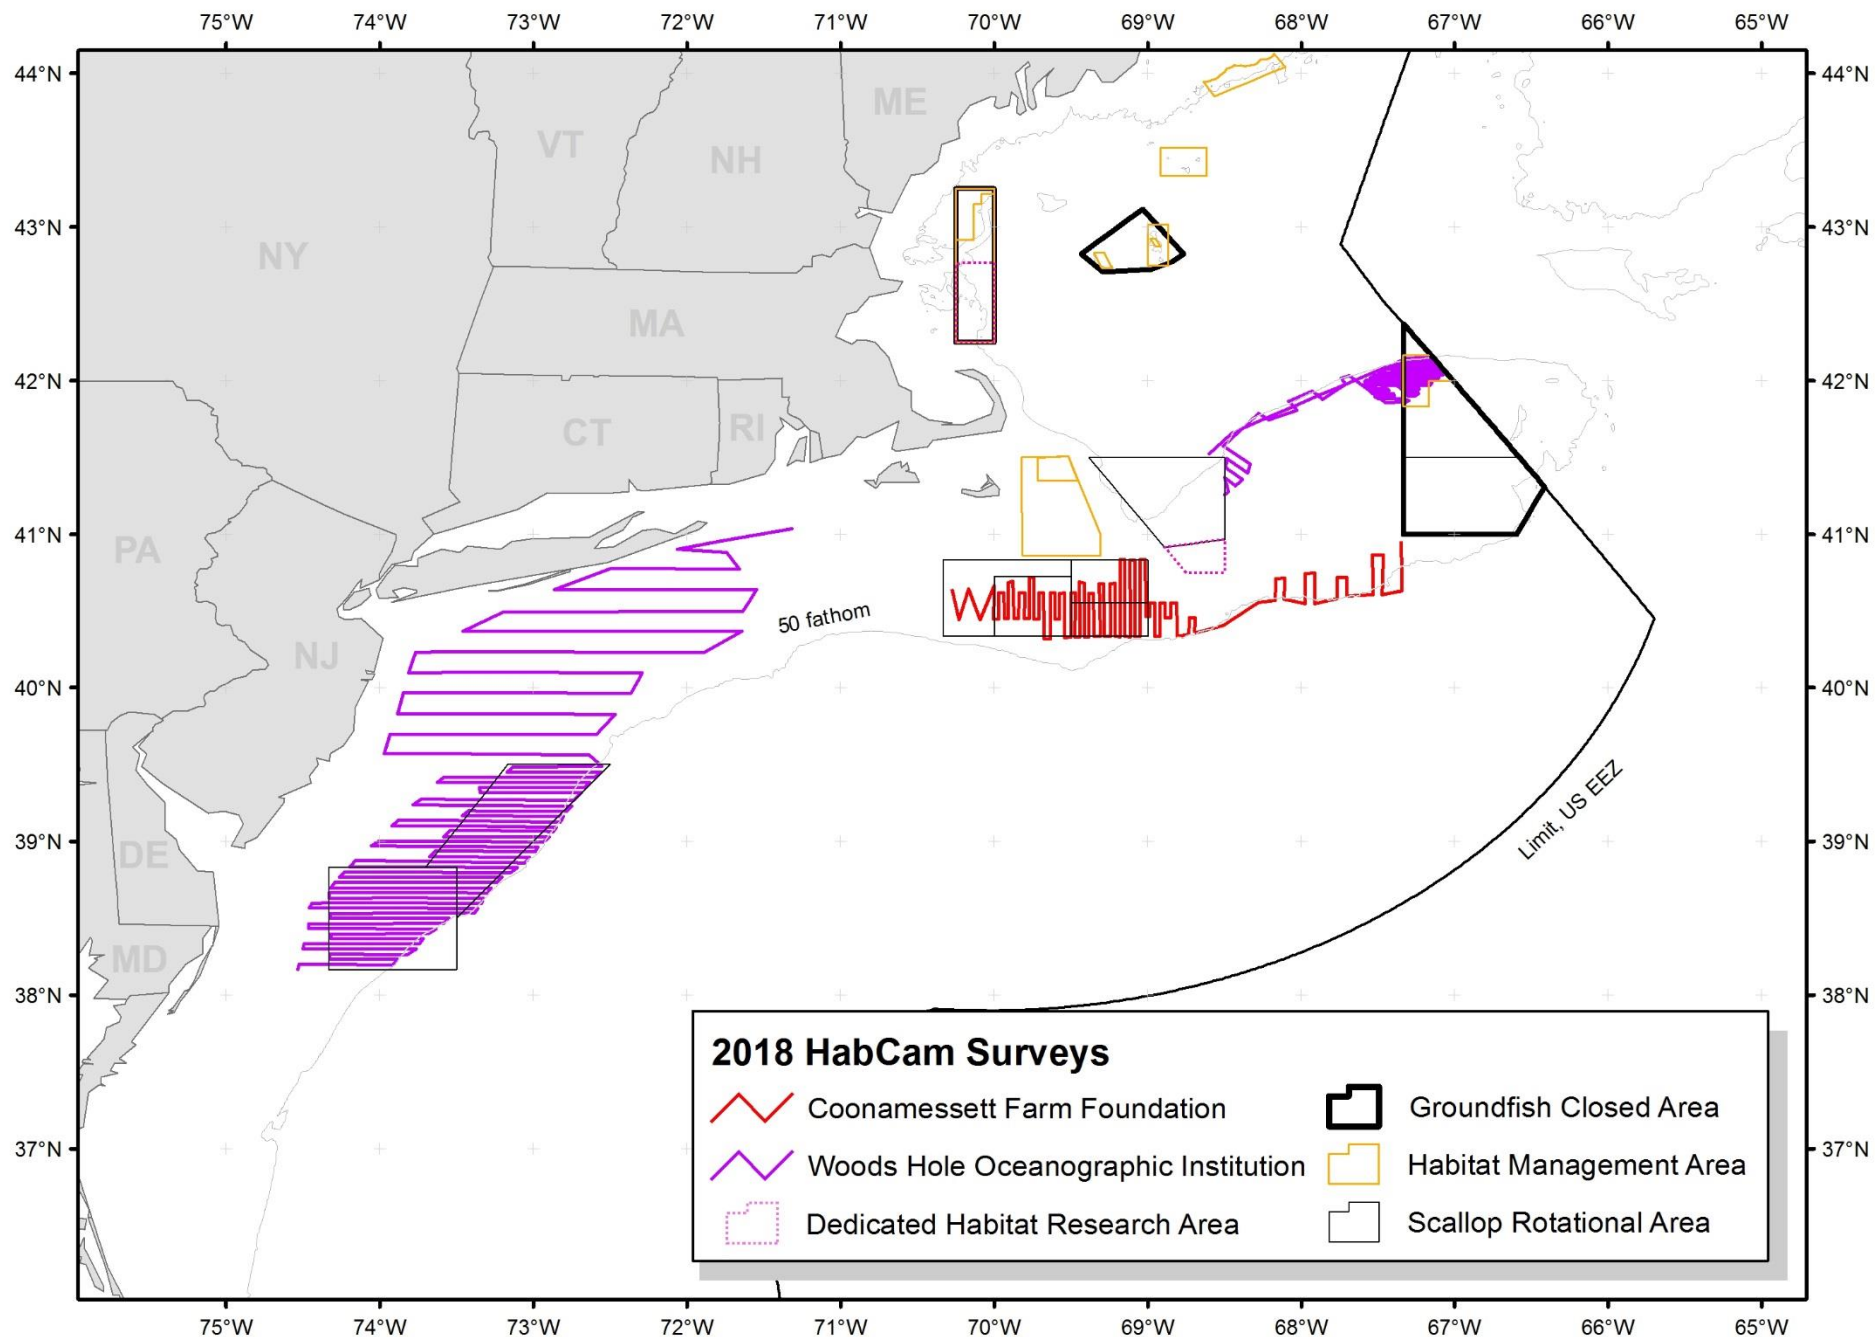 75°W 74°W 73°W 72°W 71°W 70°W 69°W 68°W 67°W 66°W 65°W
44°N 44°N
ME
VT
NH
43°N 43°N
NY
MA
42°N 42°N
CT RI
41°N 41°N
PA
50 fathom
NJ
40°N 40°N
Limit, US EEZ
39°N 39°N
DE
MD
38°N 38°N
2018 HabCam Surveys
Coonamessett Farm Foundation
Groundfish Closed Area
37°N 37°N
Woods Hole Oceanographic Institution
Habitat Management Area
Dedicated Habitat Research Area
Scallop Rotational Area
75°W 74°W 73°W 72°W 71°W 70°W 69°W 68°W 67°W 66°W 65°W